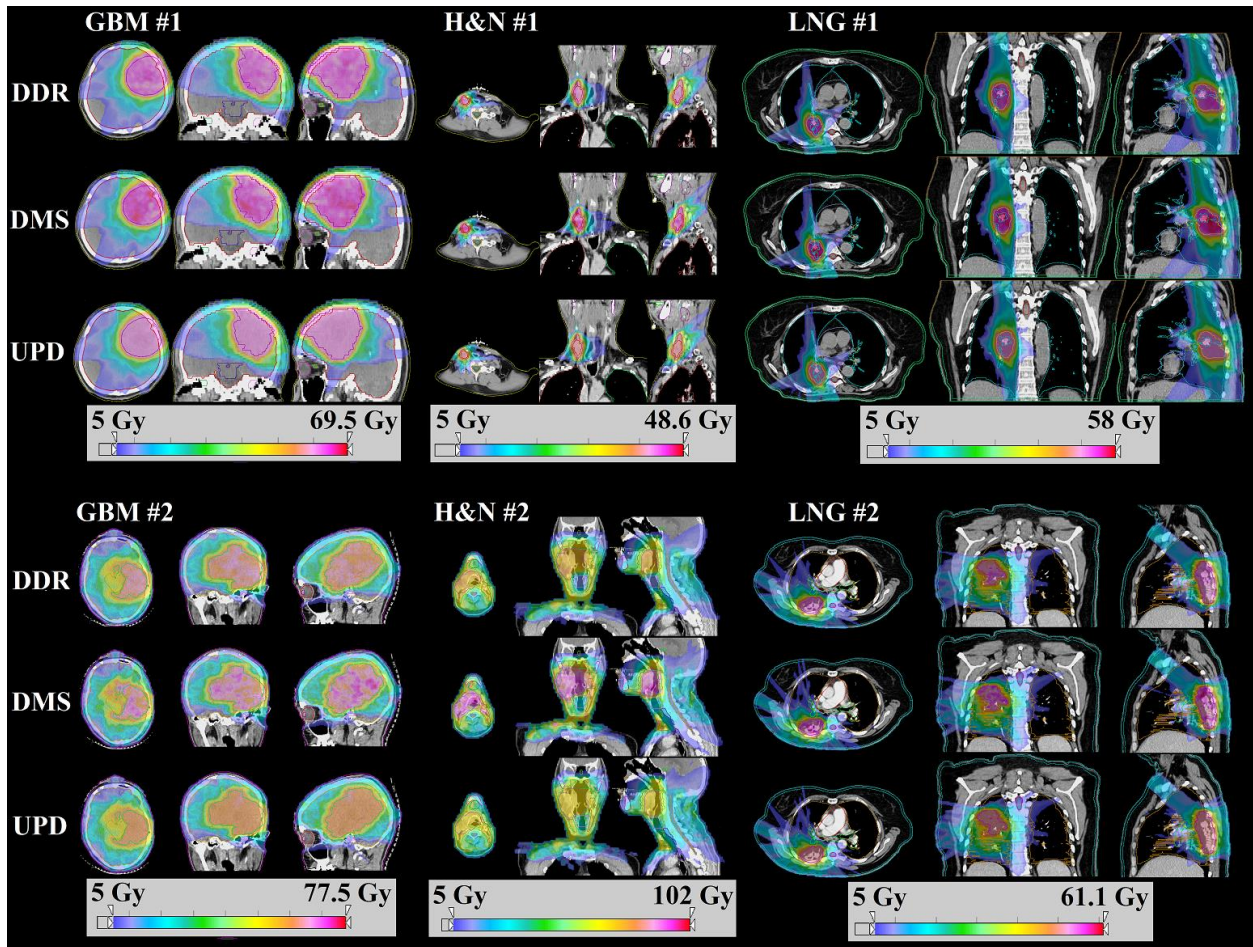 GBM #1 H&N #1 LNG #1
DDR
DMS
UPD
5 Gy 69.5 Gy 5 Gy 48.6 Gy 5 Gy 58 Gy
GBM #2 H&N #2 LNG #2
DDR
DMS
UPD
5 Gy 77.5 Gy 5 Gy 102 Gy 5 Gy 61.1 Gy